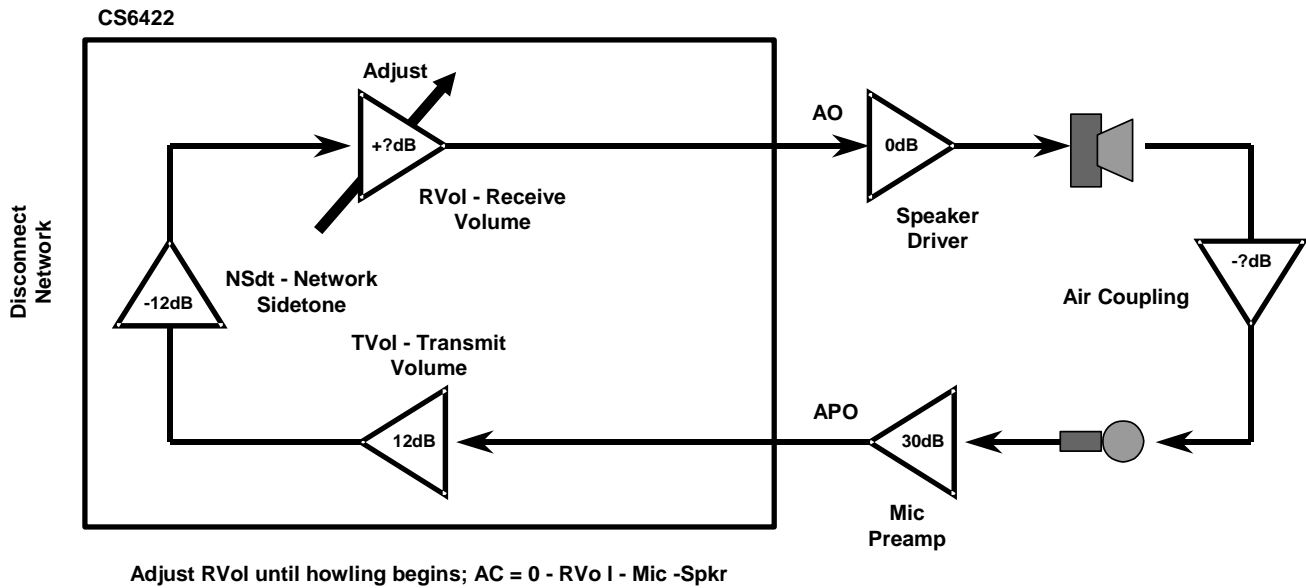 CS6422
Adjust
+?dB
RVol - Receive
Volume
AO
0dB
Speaker
Driver
Disconnect
Network
-12dB
NSdt - Network
Sidetone
-?dB
Air Coupling
TVol - Transmit
Volume
12dB
APO
30dB
Mic
Preamp
Adjust RVol until howling begins; AC = 0 - RVo l - Mic -Spkr